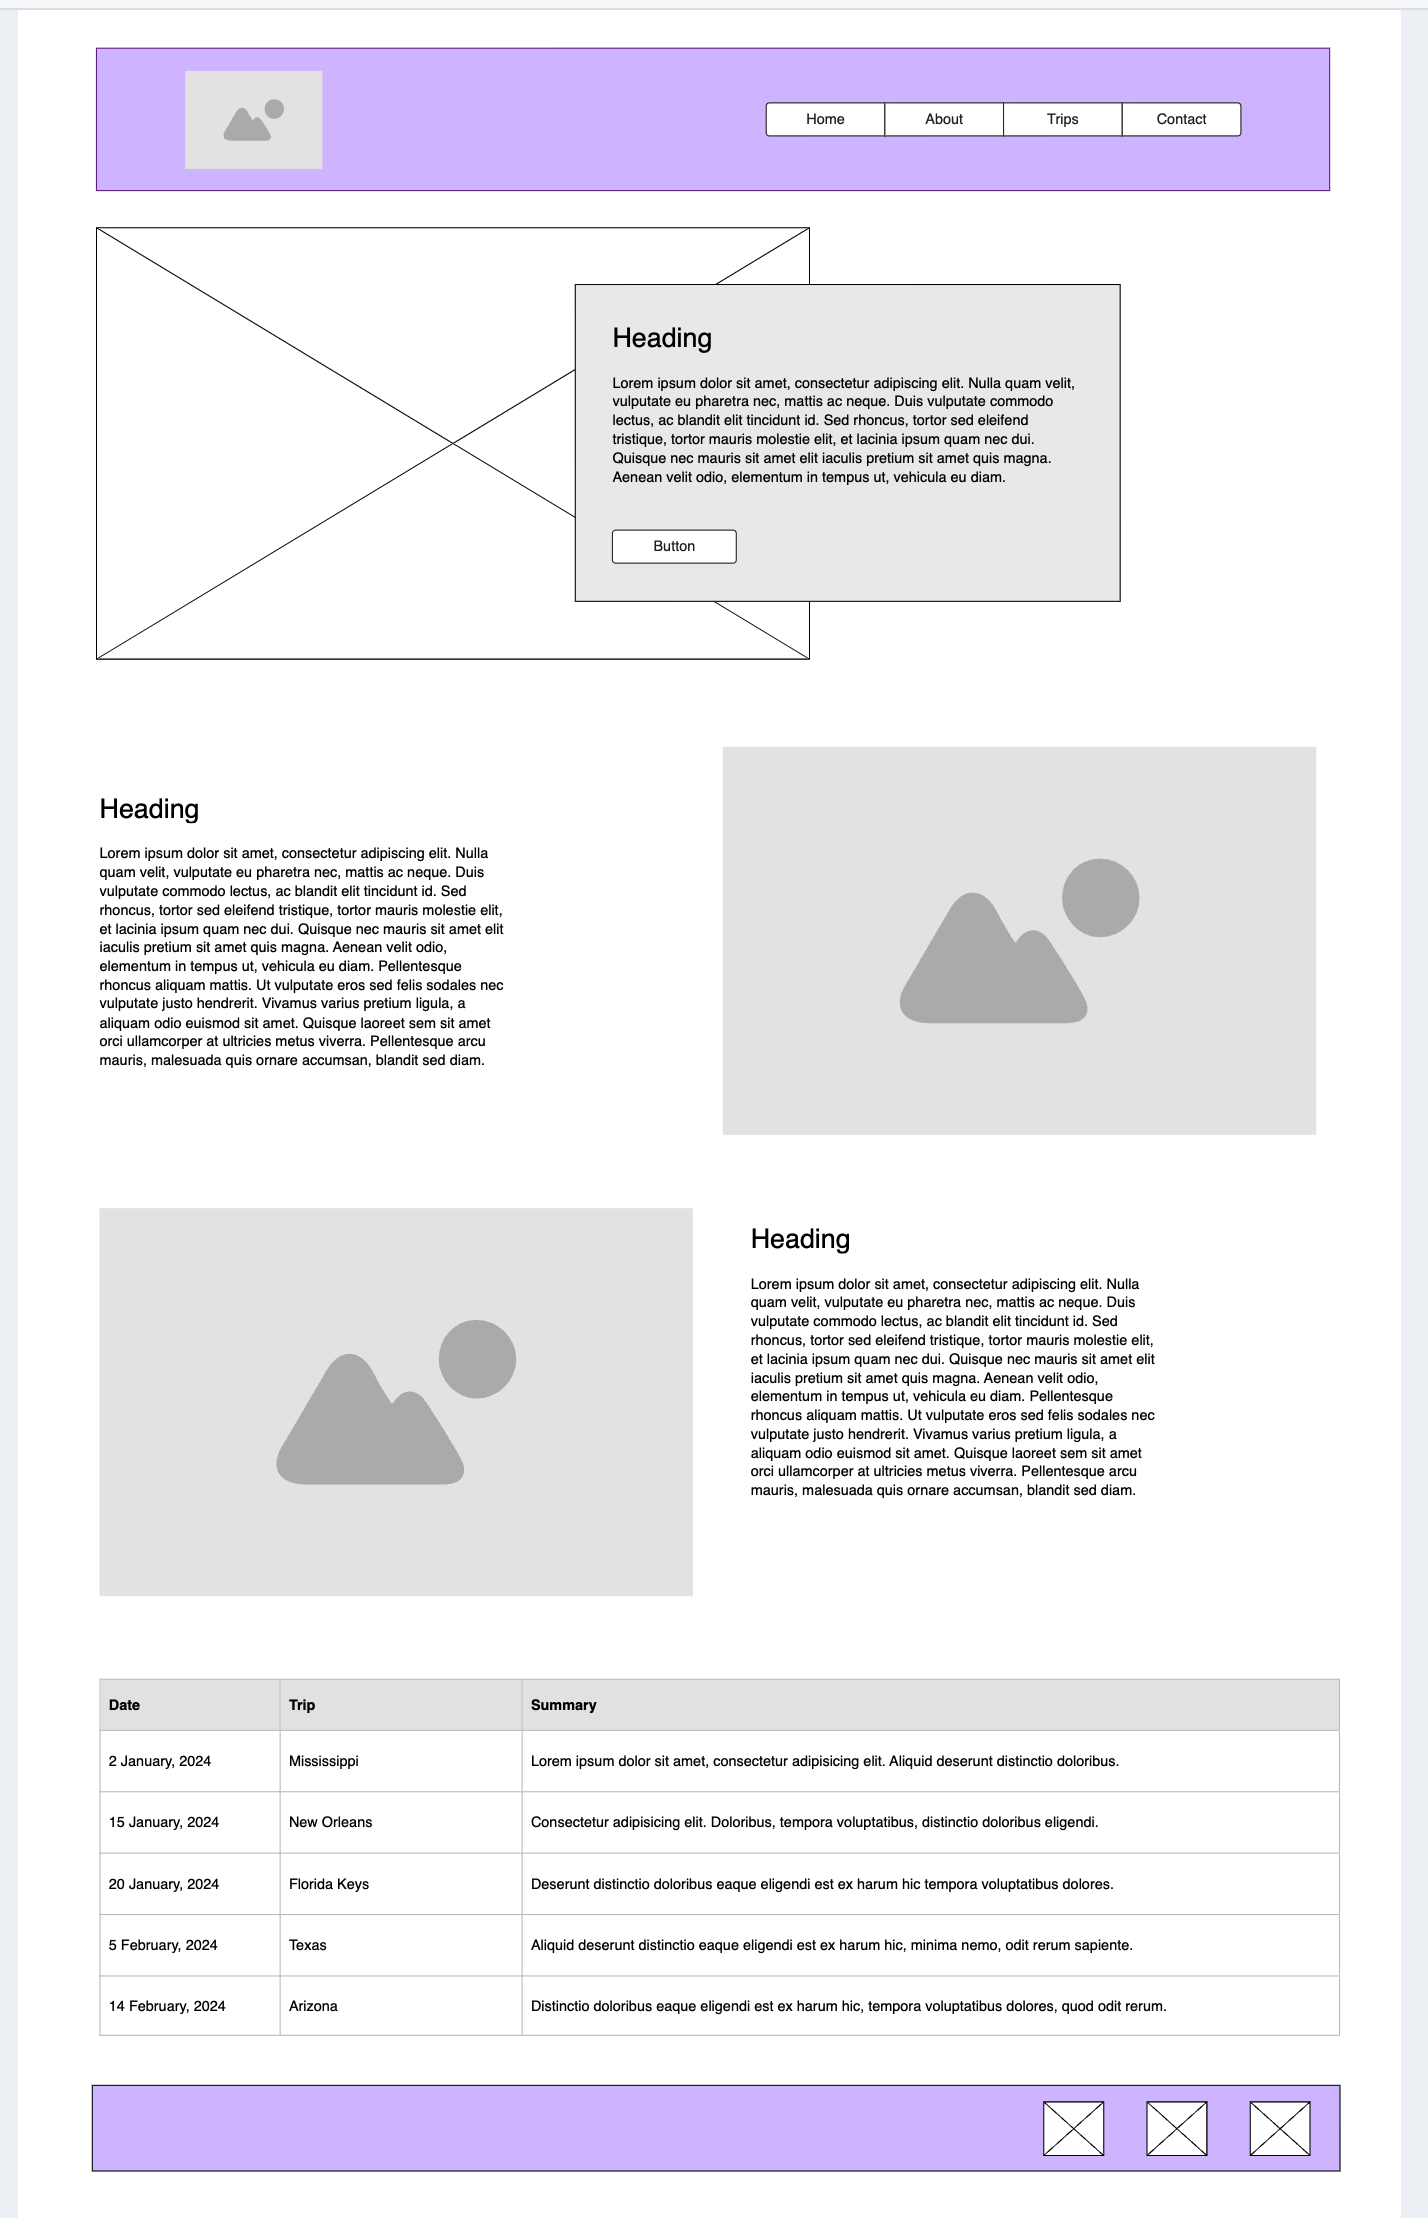 Home About Trips Contact
Heading
Lorem ipsum dolor sit amet, consectetur adipiscing elit. Nulla quam velit,
vulputate eu pharetra nec, mattis ac neque. Duis vulputate commodo
lectus, ac blandit elit tincidunt id. Sed rhoncus, tortor sed eleifend
tristique, tortor mauris molestie elit, et lacinia ipsum quam nec dui.
Quisque nec mauris sit amet elit iaculis pretium sit amet quis magna.
Aenean velit odio, elementum in tempus ut, vehicula eu diam.
Button
Heading
Lorem ipsum dolor sit amet, consectetur adipiscing elit. Nulla
quam velit, vulputate eu pharetra nec, mattis ac neque. Duis
vulputate commodo lectus, ac blandit elit tincidunt id. Sed
rhoncus, tortor sed eleifend tristique, tortor mauris molestie elit,
et lacinia ipsum quam nec dui. Quisque nec mauris sit amet elit
iaculis pretium sit amet quis magna. Aenean velit odio,
elementum in tempus ut, vehicula eu diam. Pellentesque
rhoncus aliquam mattis. Ut vulputate eros sed felis sodales nec
vulputate justo hendrerit. Vivamus varius pretium ligula, a
aliquam odio euismod sit amet. Quisque laoreet sem sit amet
orci ullamcorper at ultricies metus viverra. Pellentesque arcu
mauris, malesuada quis ornare accumsan, blandit sed diam.
Heading
Lorem ipsum dolor sit amet, consectetur adipiscing elit. Nulla
quam velit, vulputate eu pharetra nec, mattis ac neque. Duis
vulputate commodo lectus, ac blandit elit tincidunt id. Sed
rhoncus, tortor sed eleifend tristique, tortor mauris molestie elit,
et lacinia ipsum quam nec dui. Quisque nec mauris sit amet elit
iaculis pretium sit amet quis magna. Aenean velit odio,
elementum in tempus ut, vehicula eu diam. Pellentesque
rhoncus aliquam mattis. Ut vulputate eros sed felis sodales nec
vulputate justo hendrerit. Vivamus varius pretium ligula, a
aliquam odio euismod sit amet. Quisque laoreet sem sit amet
orci ullamcorper at ultricies metus viverra. Pellentesque arcu
mauris, malesuada quis ornare accumsan, blandit sed diam.
Date Trip Summary
2 January, 2024 Mississippi Lorem ipsum dolor sit amet, consectetur adipisicing elit. Aliquid deserunt distinctio doloribus.
15 January, 2024 New Orleans Consectetur adipisicing elit. Doloribus, tempora voluptatibus, distinctio doloribus eligendi.
20 January, 2024 Florida Keys Deserunt distinctio doloribus eaque eligendi est ex harum hic tempora voluptatibus dolores.
5 February, 2024 Texas Aliquid deserunt distinctio eaque eligendi est ex harum hic, minima nemo, odit rerum sapiente.
14 February, 2024 Arizona Distinctio doloribus eaque eligendi est ex harum hic, tempora voluptatibus dolores, quod odit rerum.